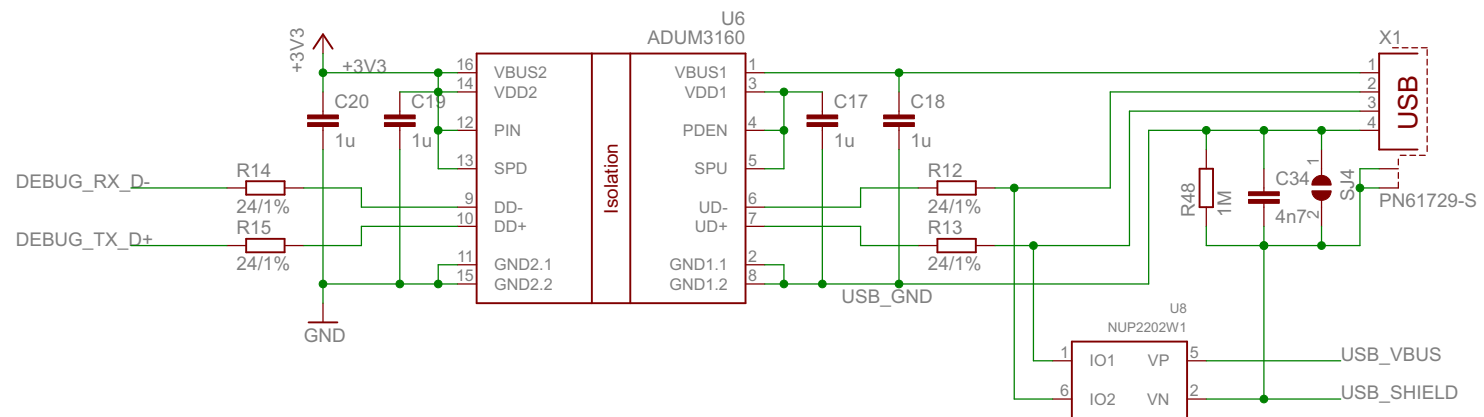 U6
ADUM3160
X1
+3V3
+3V3
16 VBUS2 VBUS1 1
14 VDD2 VDD1 3
C20 C19 C17 C18
1u 1u 1u 1u
12 PIN PDEN 4
13 SPD SPU 5
Isolation
1
2
3
4
USB
PN61729-S
DEBUG_RX_D- R14
24/1%
9 DD- UD- 6
R12
24/1%
DEBUG_TX_D+ R15
24/1%
10 DD+ UD+ 7
R13
24/1%
11 GND2.1 GND1.1 2
15 GND2.2 GND1.2 8
USB_GND
GND
R48
1M
C34
4n7
1
SJ4
2
U8
NUP2202W1
1 IO1 VP 5 USB_VBUS
6 IO2 VN 2 USB_SHIELD